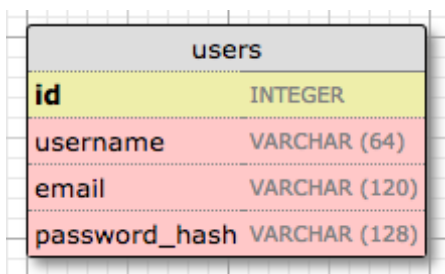 users
id INTEGER
username VARCHAR (64)
email VARCHAR (120)
password_hash VARCHAR (128)